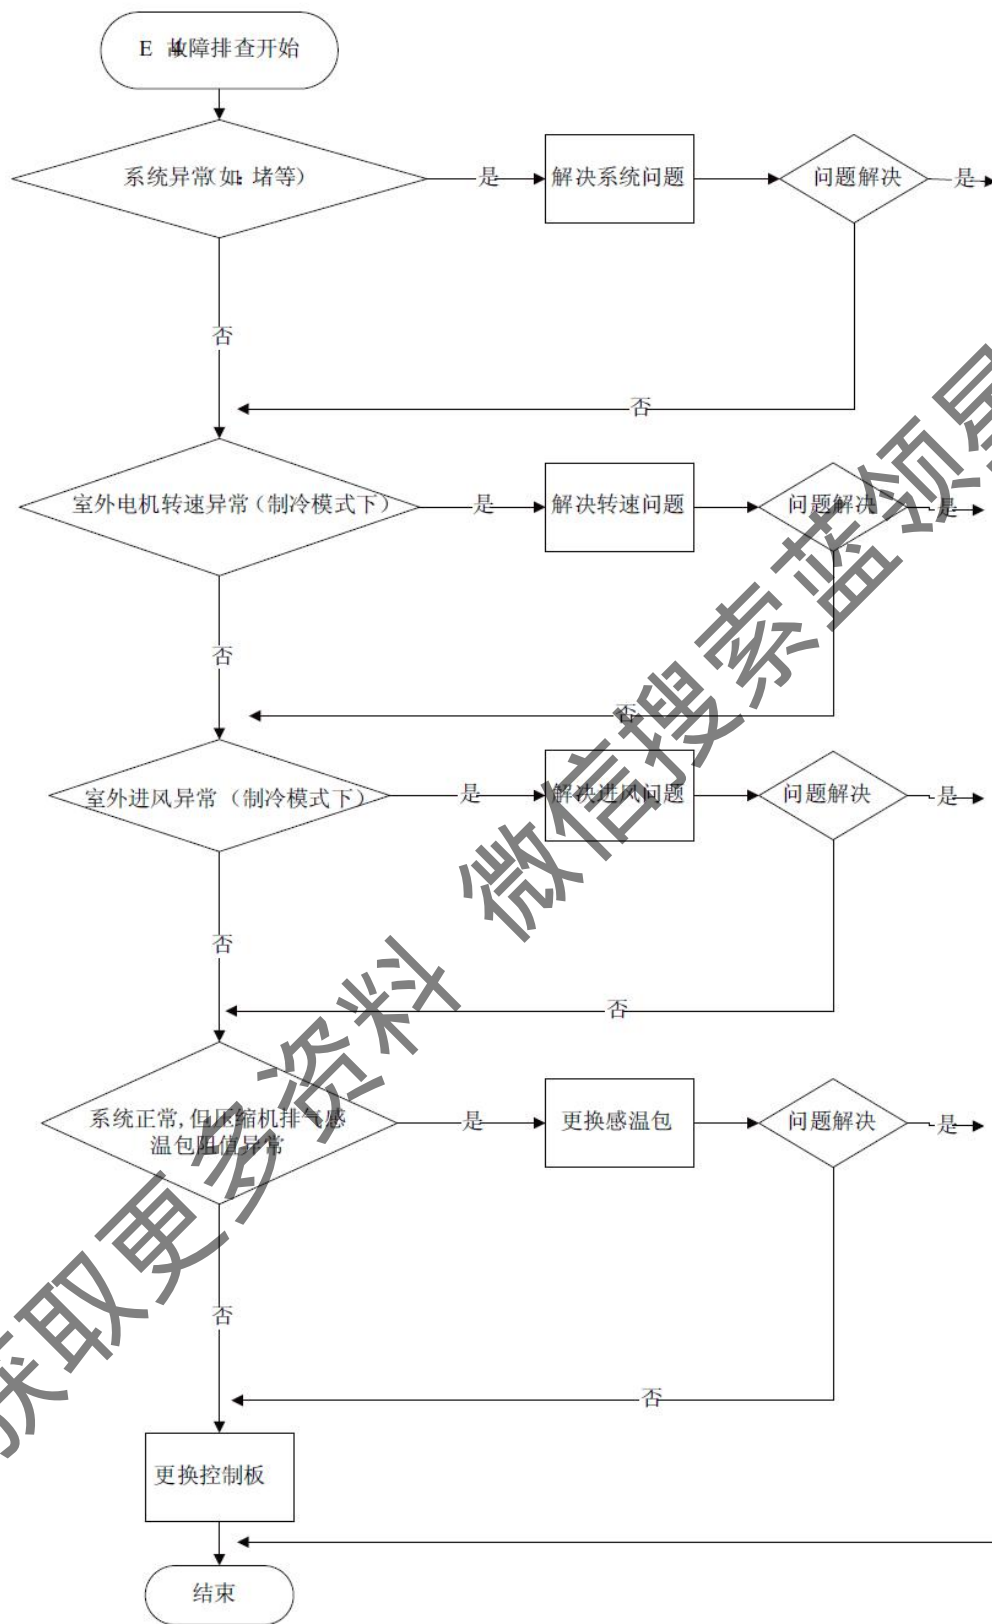 E 4 故障排查开始
系统异常(如: 堵等)
是
解决系统问题
问题解决
是
否
否
室外电机转速异常（制冷模式下）
是
解决转速问题
问题解决
是
否
否
室外进风异常（制冷模式下）
是
解决进风问题
问题解决
是
否
否
系统正常,但压缩机排气感
温包阻值异常
是
更换感温包
问题解决
是
否
否
更换控制板
结束
获取更多资料 微信搜索蓝领星